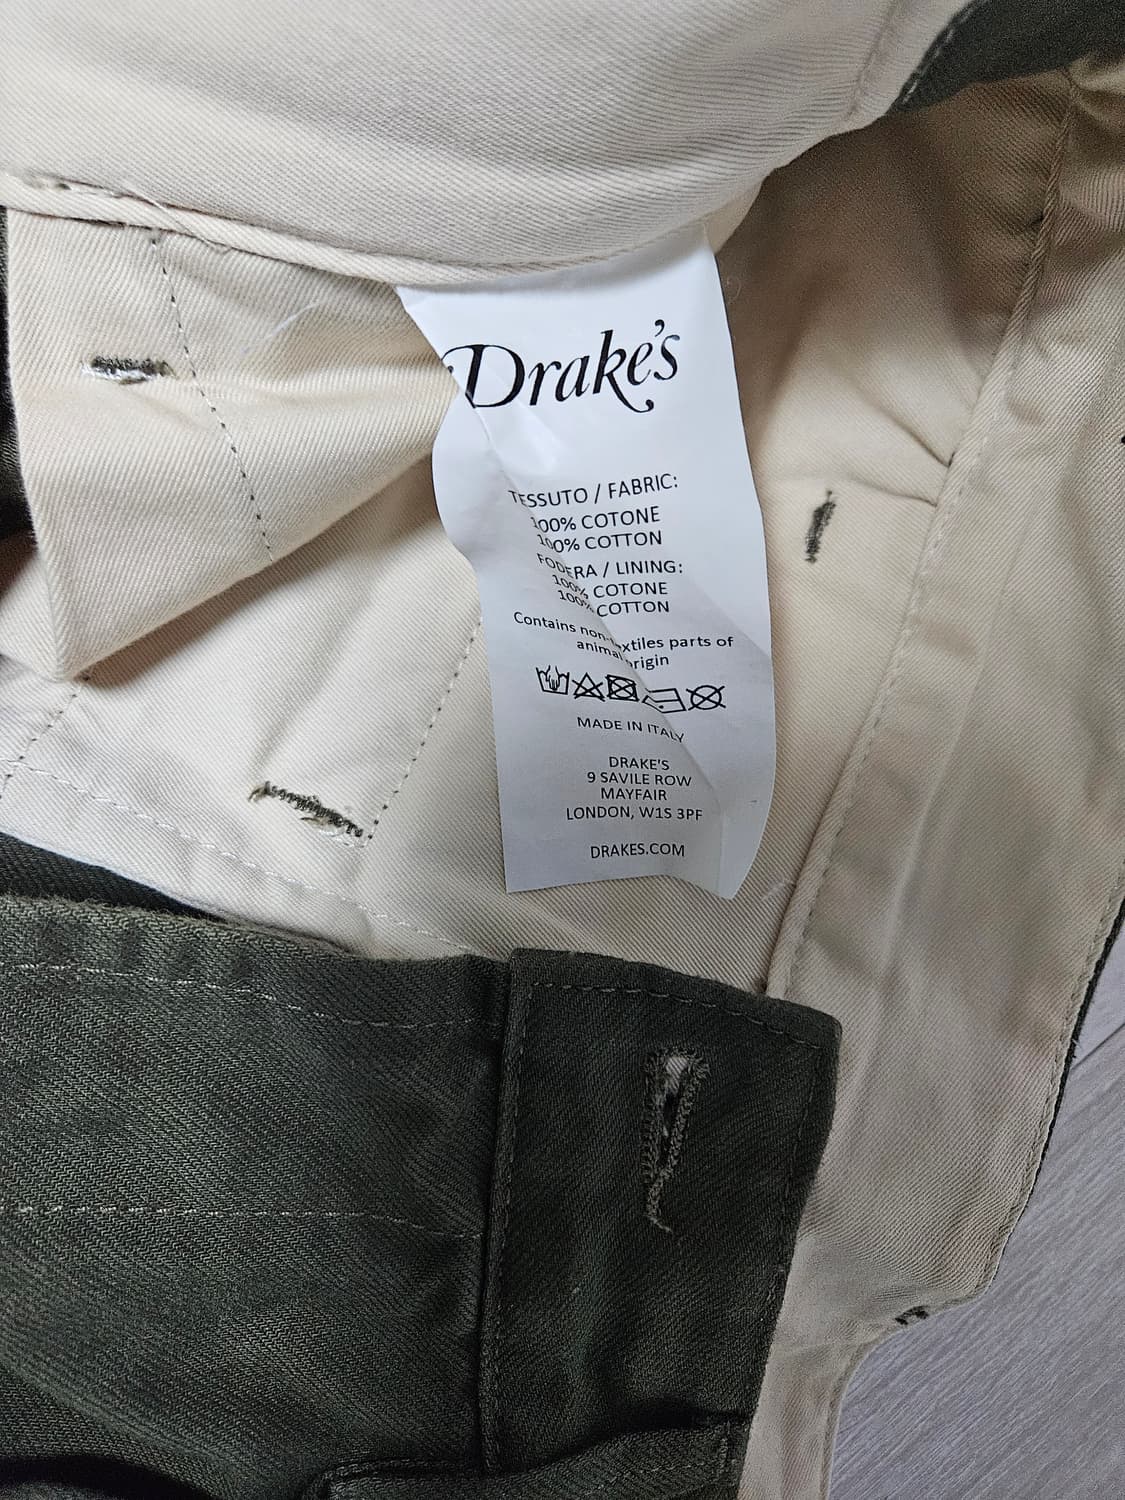 Drake's
TESSUTO / FABRIC:
100% COTONE
100% COTTON
FODERA / LINING:
100% COTONE
100% COTTON
Contains non-textiles parts of
animal origin
MADE IN ITALY
DRAKE'S
9 SAVILE ROW
MAYFAIR
LONDON, W1S 3PF
DRAKES.COM